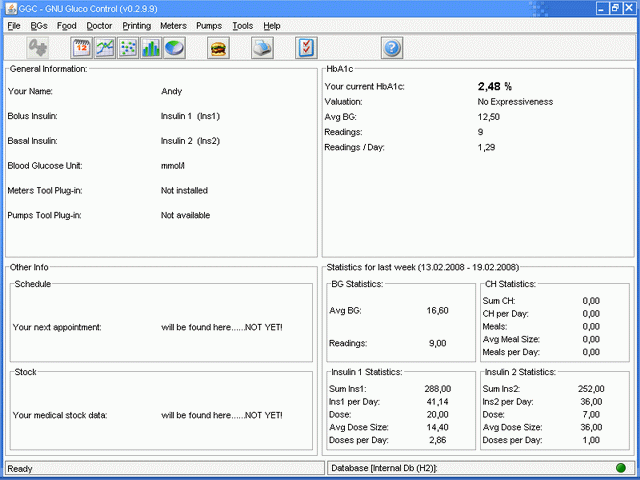 GGC - GNU Gluco Control (v0.2.9.9)
File BGs Food Doctor Printing Meters Pumps Tools Help
12
General Information:
Your Name: Andy
Bolus Insulin: Insulin 1 (Ins1)
Basal Insulin: Insulin 2 (Ins2)
Blood Glucose Unit: mmol/l
Meters Tool Plug-in: Not installed
Pumps Tool Plug-in: Not available
HbA1c
Your current HbA1c: 2,48 %
Valuation: No Expressiveness
Avg BG: 12,50
Readings: 9
Readings / Day: 1,29
Other Info
Schedule
Your next appointment: will be found here......NOT YET!
Stock
Your medical stock data: will be found here......NOT YET!
Statistics for last week (13.02.2008 - 19.02.2008)
BG Statistics:
Avg BG: 16,60
Readings: 9,00
CH Statistics:
Sum CH: 0,00
CH per Day: 0,00
Meals: 0,00
Avg Meal Size: 0,00
Meals per Day: 0,00
Insulin 1 Statistics:
Sum Ins1: 288,00
Ins1 per Day: 41,14
Dose: 20,00
Avg Dose Size: 14,40
Doses per Day: 2,86
Insulin 2 Statistics:
Sum Ins2: 252,00
Ins2 per Day: 36,00
Dose: 7,00
Avg Dose Size: 36,00
Doses per Day: 1,00
Ready
Database [Internal Db (H2)]: